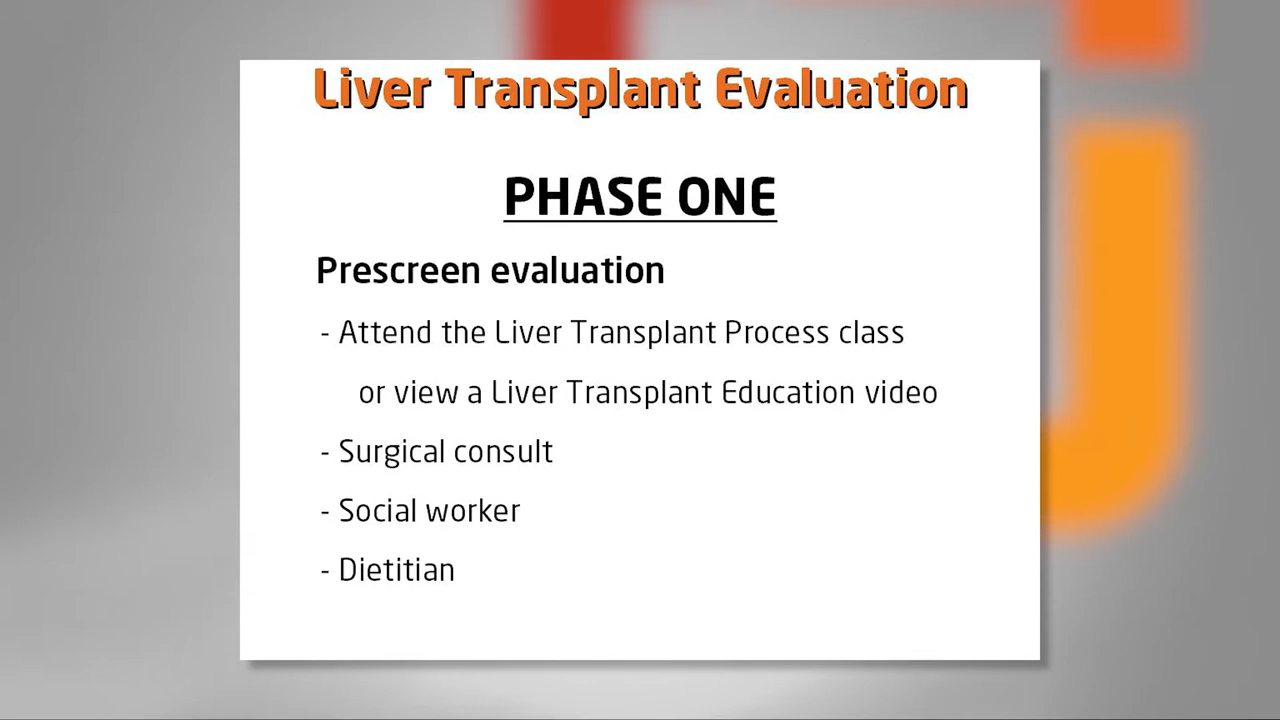 Liver Transplant Evaluation
PHASE ONE
Prescreen evaluation
- Attend the Liver Transplant Process class
or view a Liver Transplant Education video
- Surgical consult
- Social worker
- Dietitian